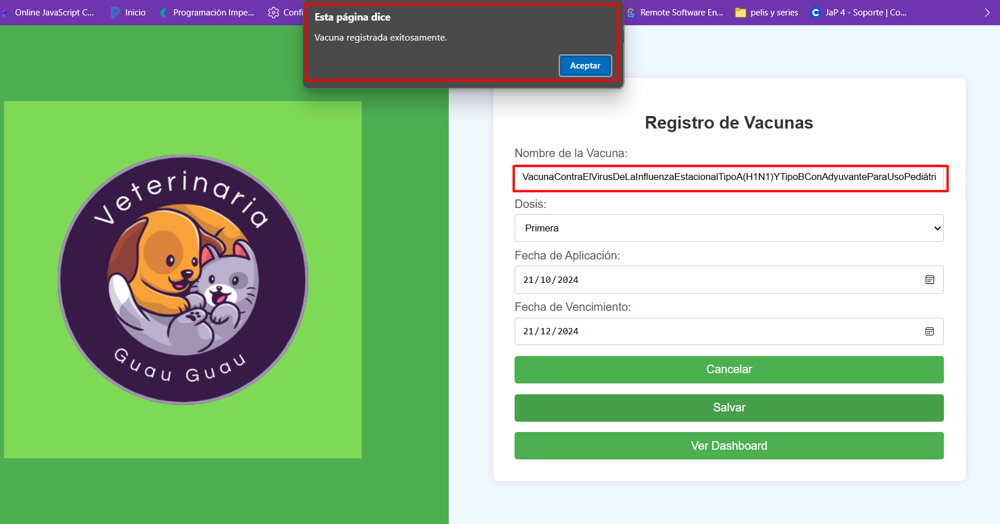 Online JavaScript C...
Inicio
Programación Impe...
Confi
Remote Software En...
pelis y series
JaP 4 - Soporte | Co...
Esta página dice
Vacuna registrada exitosamente.
Aceptar
Veterinaria
Guau Guau
Registro de Vacunas
Nombre de la Vacuna:
VacunaContraElVirusDeLaInfluenzaEstacionalTipoA(H1N1)YTipoBConAdyuvanteParaUsoPediátri
Dosis:
Primera
Fecha de Aplicación:
21/10/2024
Fecha de Vencimiento:
21/12/2024
Cancelar
Salvar
Ver Dashboard